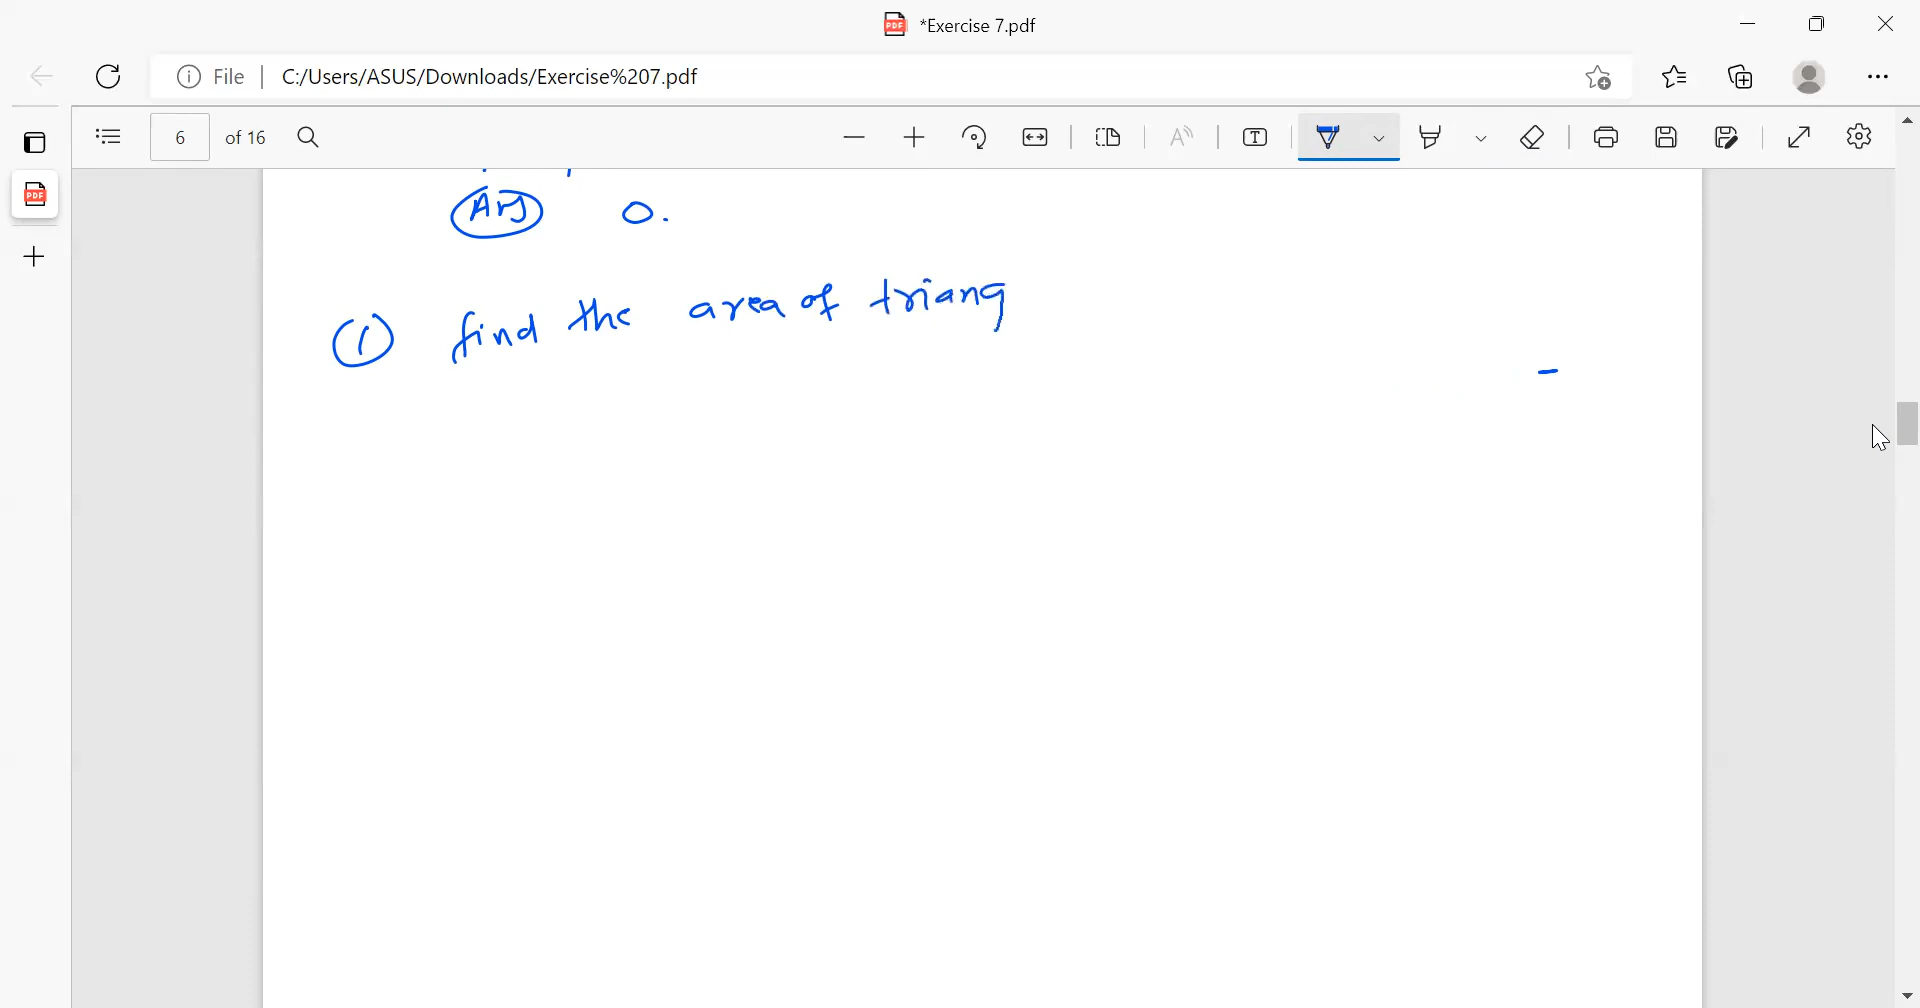 *Exercise 7.pdf
File | C:/Users/ASUS/Downloads/Exercise%207.pdf
6 of 16
Ans 0.
① find the area of triang
-